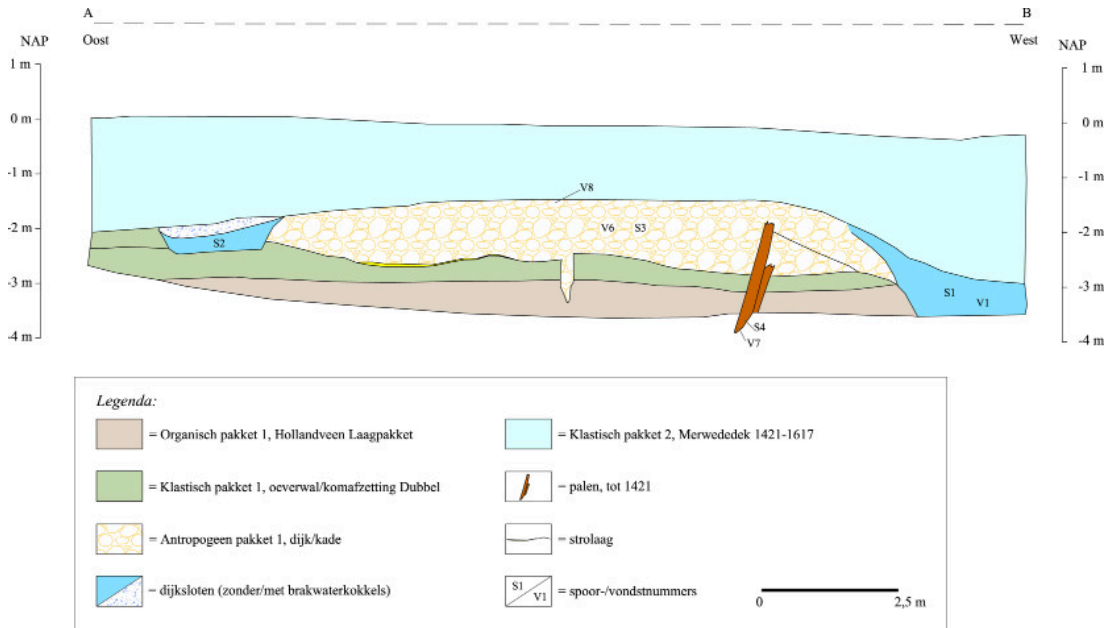 A B
NAP Oost West NAP
1 m 1 m
0 m 0 m
-1 m -1 m
V8
V6 S3
-2 m -2 m
S2
-3 m -3 m
S1
V1
S4
-4 m V7 -4 m
Legenda:
= Organisch pakket 1, Hollandveen Laagpakket
= Klastisch pakket 1, oeverwal/komafzetting Dubbel
= Antropogeen pakket 1, dijk/kade
= dijksloten (zonder/met brakwaterkokkels)
= Klastisch pakket 2, Merwededek 1421-1617
= palen, tot 1421
= strolaag
S1
V1
= spoor-/vondstnummers
0 2,5 m